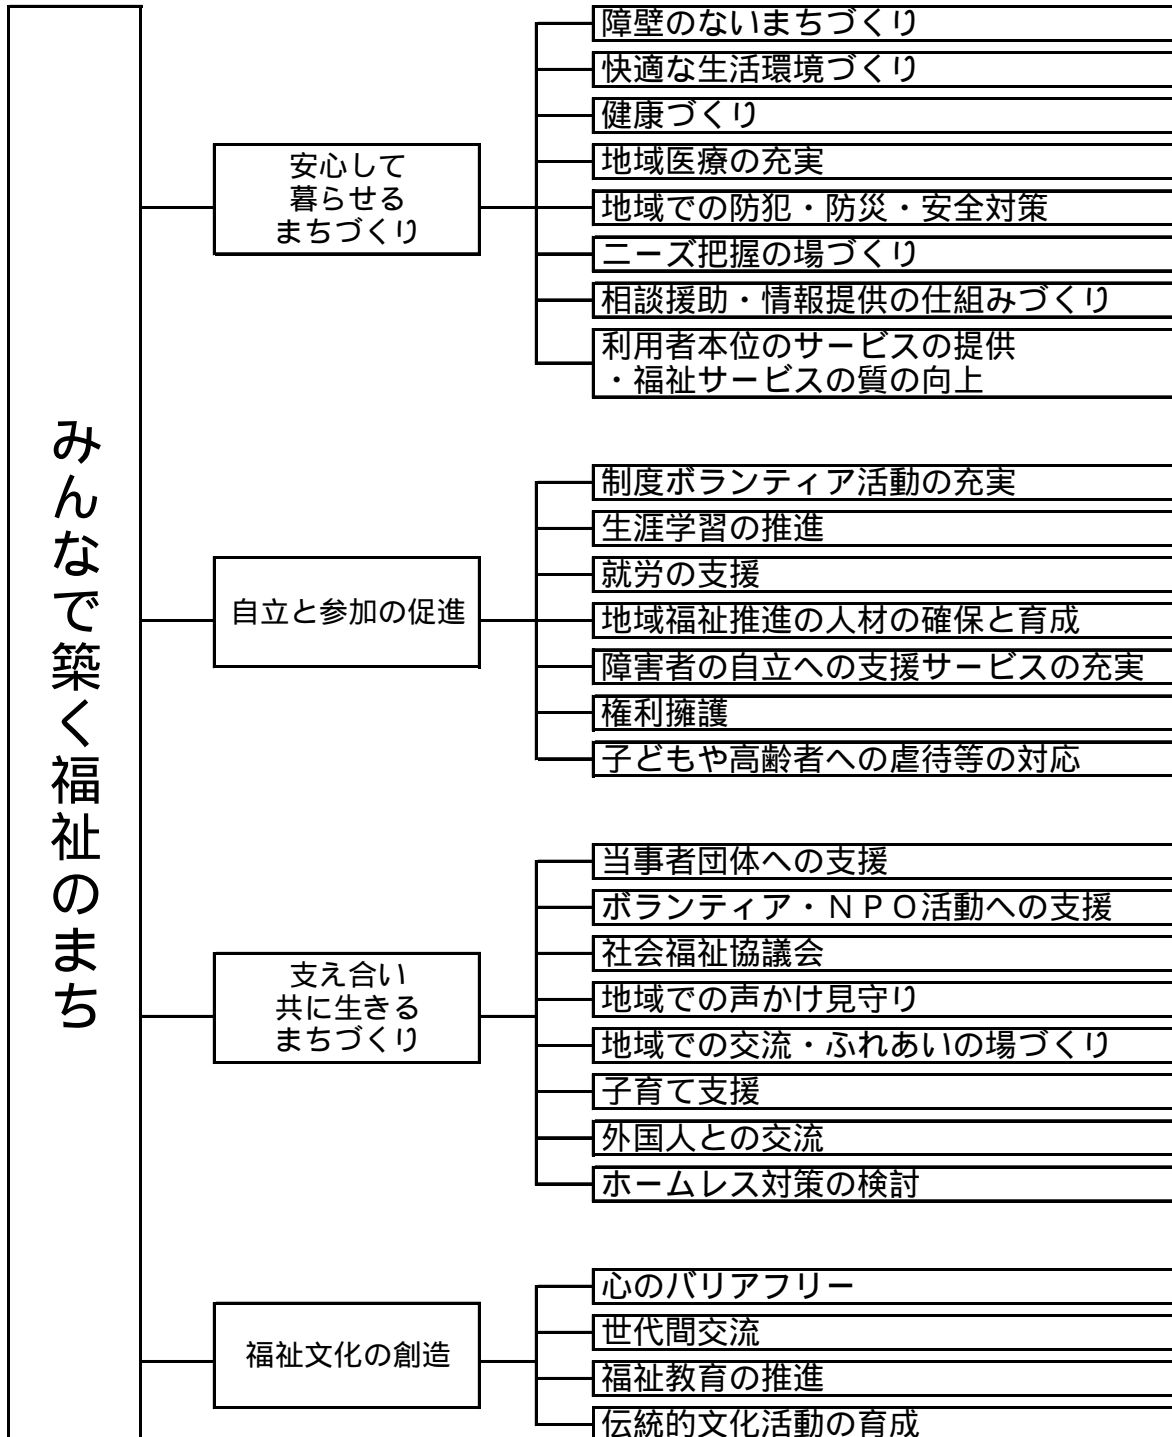 みんなで築く福祉のまち
安心して
暮らせる
まちづくり
障壁のないまちづくり
快適な生活環境づくり
健康づくり
地域医療の充実
地域での防犯・防災・安全対策
ニーズ把握の場づくり
相談援助・情報提供の仕組みづくり
利用者本位のサービスの提供
・福祉サービスの質の向上
自立と参加の促進
制度ボランティア活動の充実
生涯学習の推進
就労の支援
地域福祉推進の人材の確保と育成
障害者の自立への支援サービスの充実
権利擁護
子どもや高齢者への虐待等の対応
支え合い
共に生きる
まちづくり
当事者団体への支援
ボランティア・ＮＰＯ活動への支援
社会福祉協議会
地域での声かけ見守り
地域での交流・ふれあいの場づくり
子育て支援
外国人との交流
ホームレス対策の検討
福祉文化の創造
心のバリアフリー
世代間交流
福祉教育の推進
伝統的文化活動の育成